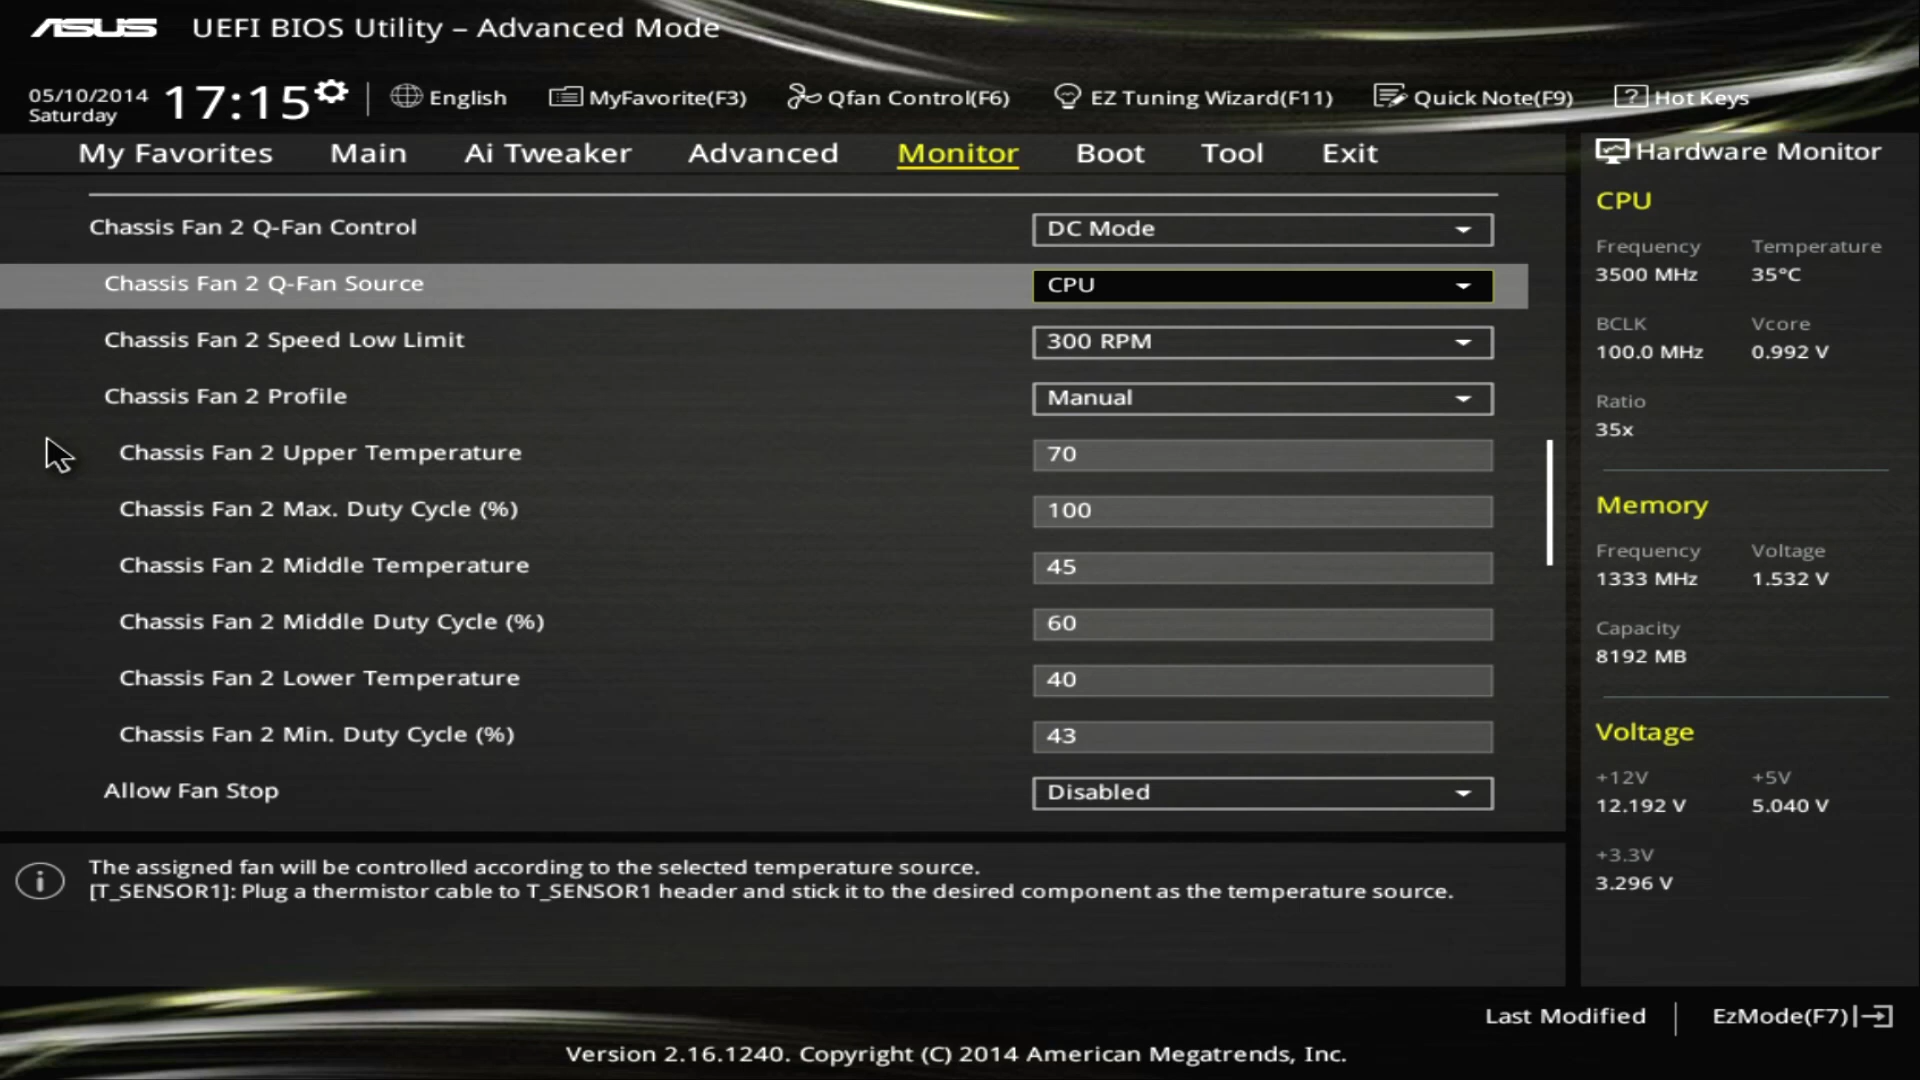 ASUS UEFI BIOS Utility – Advanced Mode
05/10/2014
Saturday
17:15
English
MyFavorite(F3)
Qfan Control(F6)
EZ Tuning Wizard(F11)
Quick Note(F9)
? Hot Keys
My Favorites
Main
Ai Tweaker
Advanced
Monitor
Boot
Tool
Exit
Chassis Fan 2 Q-Fan Control
DC Mode
Chassis Fan 2 Q-Fan Source
CPU
Chassis Fan 2 Speed Low Limit
300 RPM
Chassis Fan 2 Profile
Manual
Chassis Fan 2 Upper Temperature
70
Chassis Fan 2 Max. Duty Cycle (%)
100
Chassis Fan 2 Middle Temperature
45
Chassis Fan 2 Middle Duty Cycle (%)
60
Chassis Fan 2 Lower Temperature
40
Chassis Fan 2 Min. Duty Cycle (%)
43
Allow Fan Stop
Disabled
i
The assigned fan will be controlled according to the selected temperature source.
[T_SENSOR1]: Plug a thermistor cable to T_SENSOR1 header and stick it to the desired component as the temperature source.
Hardware Monitor
CPU
Frequency Temperature
3500 MHz 35°C
BCLK Vcore
100.0 MHz 0.992 V
Ratio
35x
Memory
Frequency Voltage
1333 MHz 1.532 V
Capacity
8192 MB
Voltage
+12V +5V
12.192 V 5.040 V
+3.3V
3.296 V
Last Modified
EzMode(F7)
Version 2.16.1240. Copyright (C) 2014 American Megatrends, Inc.